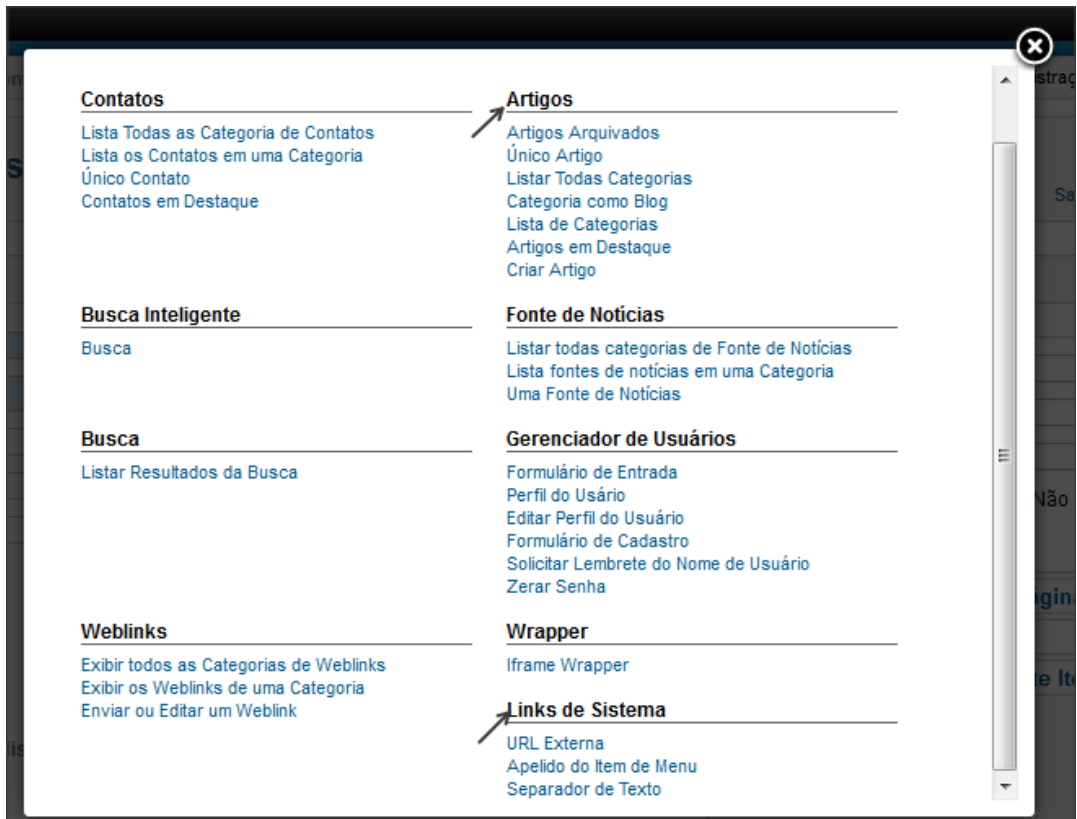 Contatos
Lista Todas as Categoria de Contatos
Lista os Contatos em uma Categoria
Único Contato
Contatos em Destaque
Artigos
Artigos Arquivados
Único Artigo
Listar Todas Categorias
Categoria como Blog
Lista de Categorias
Artigos em Destaque
Criar Artigo
Busca Inteligente
Busca
Fonte de Notícias
Listar todas categorias de Fonte de Notícias
Lista fontes de notícias em uma Categoria
Uma Fonte de Notícias
Busca
Listar Resultados da Busca
Gerenciador de Usuários
Formulário de Entrada
Perfil do Usário
Editar Perfil do Usuário
Formulário de Cadastro
Solicitar Lembrete do Nome de Usuário
Zerar Senha
Weblinks
Exibir todos as Categorias de Weblinks
Exibir os Weblinks de uma Categoria
Enviar ou Editar um Weblink
Wrapper
Iframe Wrapper
Links de Sistema
URL Externa
Apelido do Item de Menu
Separador de Texto
Não